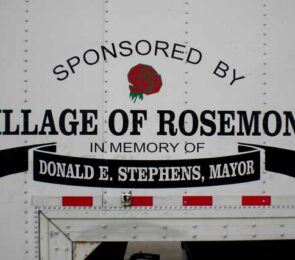 SPONSORED BY
ILLAGE OF ROSEMON
IN MEMORY OF
DONALD E. STEPHENS, MAYOR